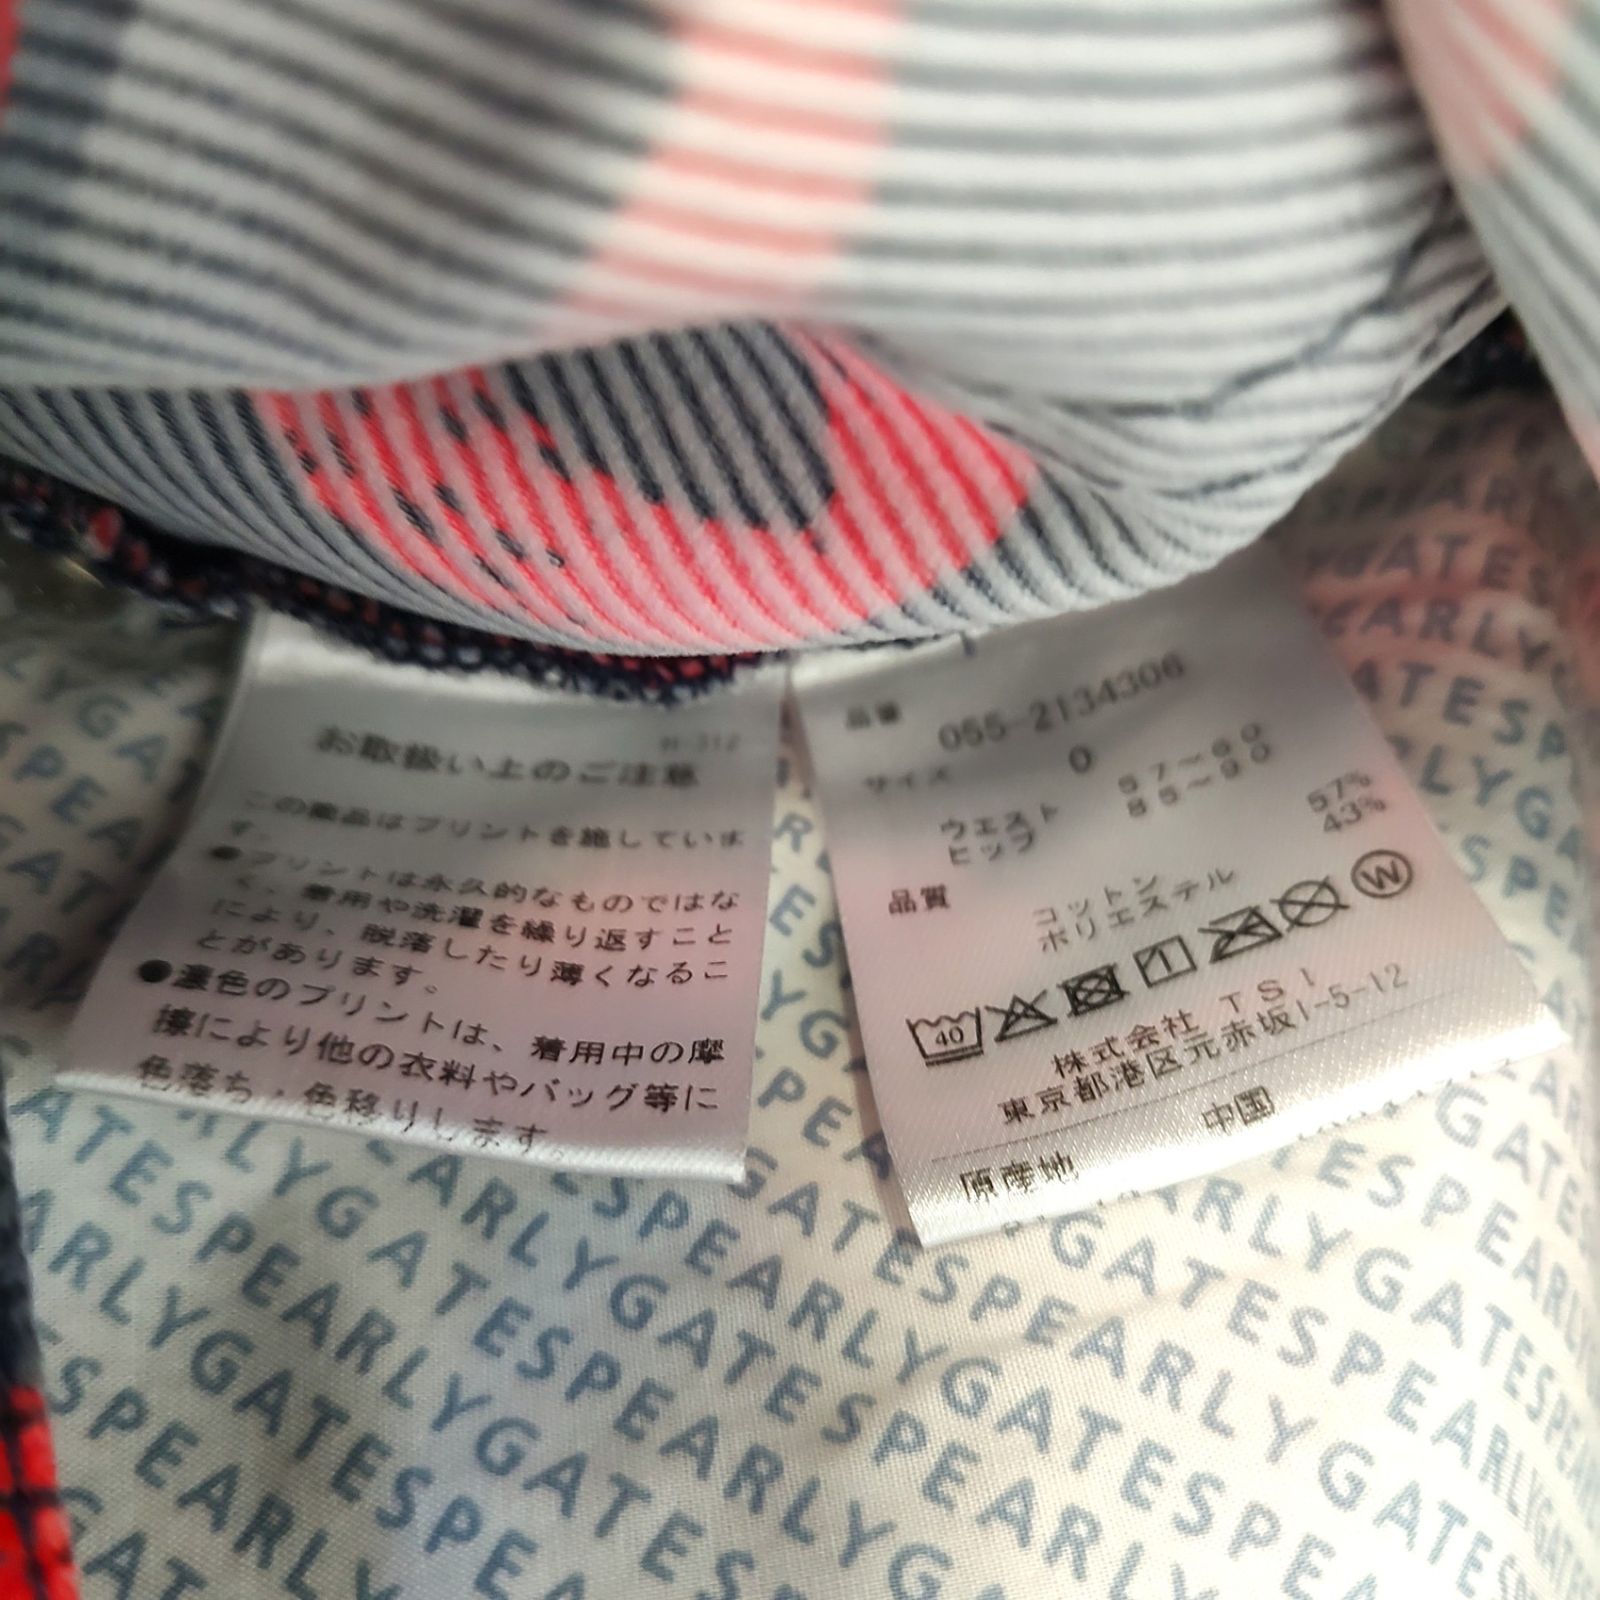 H-312
お取扱い上のご注意
この商品はプリントを施していま
す。
●プリントは永久的なものではな
く、着用や洗濯を繰り返すこと
により、脱落したり薄くなるこ
とがあります。
●濃色のプリントは、着用中の摩
擦により他の衣料やバッグ等に
色落ち・色移りします。
品番
055-2134306
サイズ 0
ウエスト 57~60
ヒップ 85~90
品質
コットン 57%
ポリエステル 43%
40
W
株式会社 TSI
東京都港区元赤坂1-5-12
原産地 中国
PEARLYGATES
PEARLYGATES
PEARLYGATES
PEARLYGATES